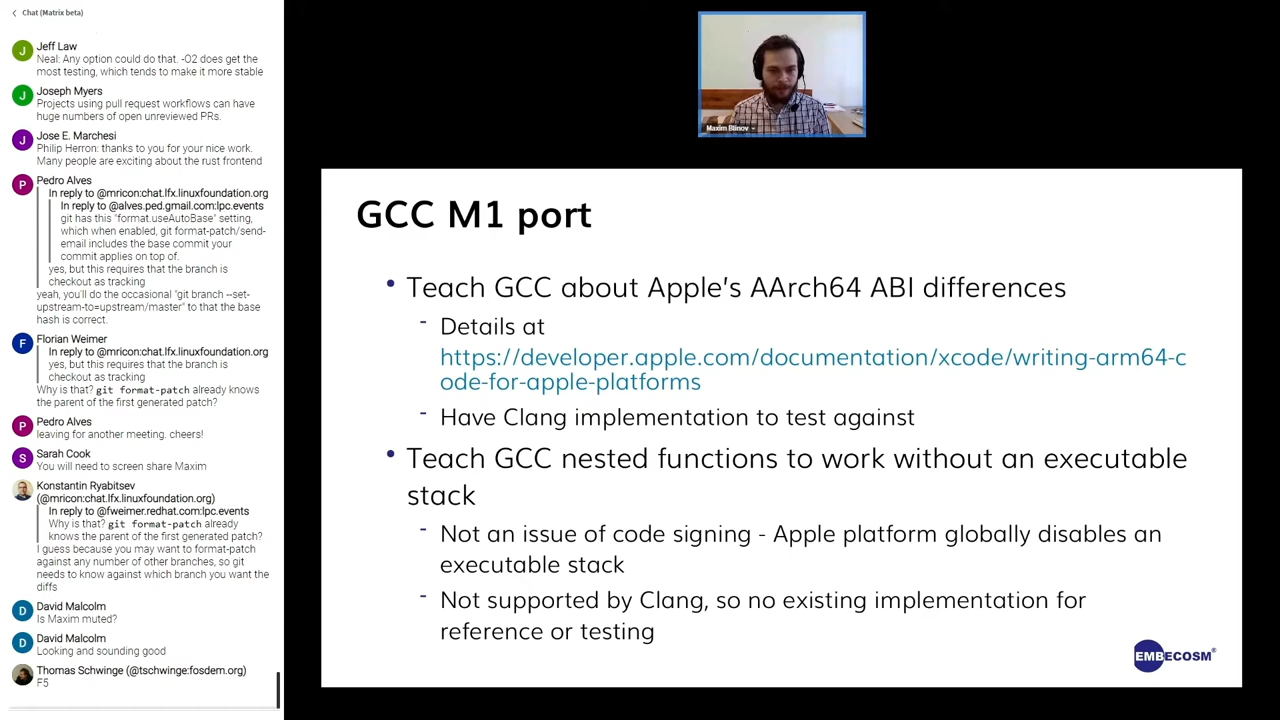 Chat (Matrix beta)
J
Jeff Law
Neal: Any option could do that. -O2 does get the
most testing, which tends to make it more stable
J
Joseph Myers
Projects using pull request workflows can have
huge numbers of open unreviewed PRs.
J
Jose E. Marchesi
Philip Herron: thanks to you for your nice work.
Many people are exciting about the rust frontend
P
Pedro Alves
In reply to @mricon:chat.lfx.linuxfoundation.org
In reply to @alves.ped.gmail.com:lpc.events
git has this "format.useAutoBase" setting,
which when enabled, git format-patch/send-
email includes the base commit your
commit applies on top of.
yes, but this requires that the branch is
checkout as tracking
yeah, you'll do the occasional "git branch --set-
upstream-to=upstream/master" to that the base
hash is correct.
F
Florian Weimer
In reply to @mricon:chat.lfx.linuxfoundation.org
yes, but this requires that the branch is
checkout as tracking
Why is that? git format-patch already knows
the parent of the first generated patch?
P
Pedro Alves
leaving for another meeting. cheers!
S
Sarah Cook
You will need to screen share Maxim
Konstantin Ryabitsev
(@mricon:chat.lfx.linuxfoundation.org)
In reply to @fweimer.redhat.com:lpc.events
Why is that? git format-patch already
knows the parent of the first generated patch?
I guess because you may want to format-patch
against any number of other branches, so git
needs to know against which branch you want the
diffs
D
David Malcolm
Is Maxim muted?
D
David Malcolm
Looking and sounding good
Thomas Schwinge (@tschwinge:fosdem.org)
F5
Maxim Blinov
GCC M1 port
• Teach GCC about Apple's AArch64 ABI differences
- Details at
https://developer.apple.com/documentation/xcode/writing-arm64-c
ode-for-apple-platforms
- Have Clang implementation to test against
• Teach GCC nested functions to work without an executable
stack
- Not an issue of code signing - Apple platform globally disables an
executable stack
- Not supported by Clang, so no existing implementation for
reference or testing
EMBECOSM®